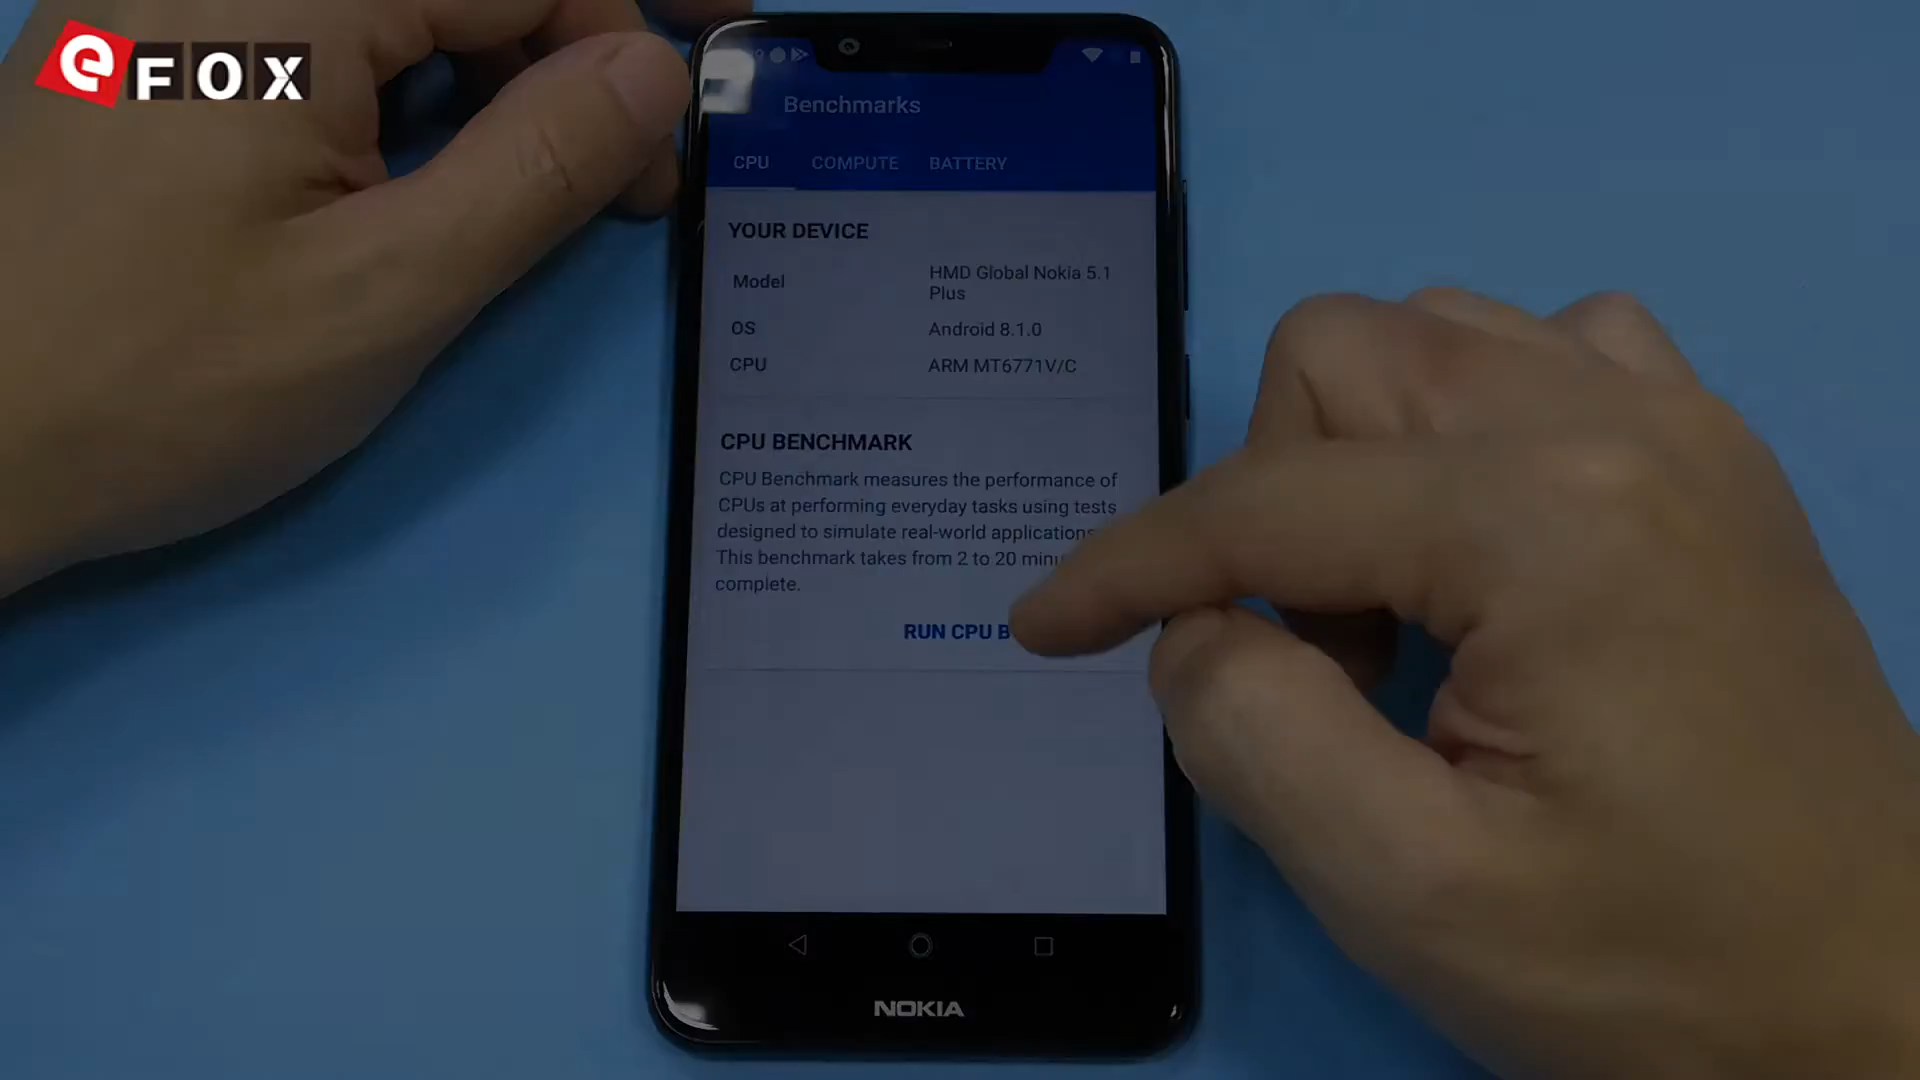 eFOX
Benchmarks
CPU COMPUTE BATTERY
YOUR DEVICE
Model HMD Global Nokia 5.1
Plus
OS Android 8.1.0
CPU ARM MT6771V/C
CPU BENCHMARK
CPU Benchmark measures the performance of
CPUs at performing everyday tasks using tests
designed to simulate real-world applications
This benchmark takes from 2 to 20 minu
complete.
RUN CPU B
NOKIA